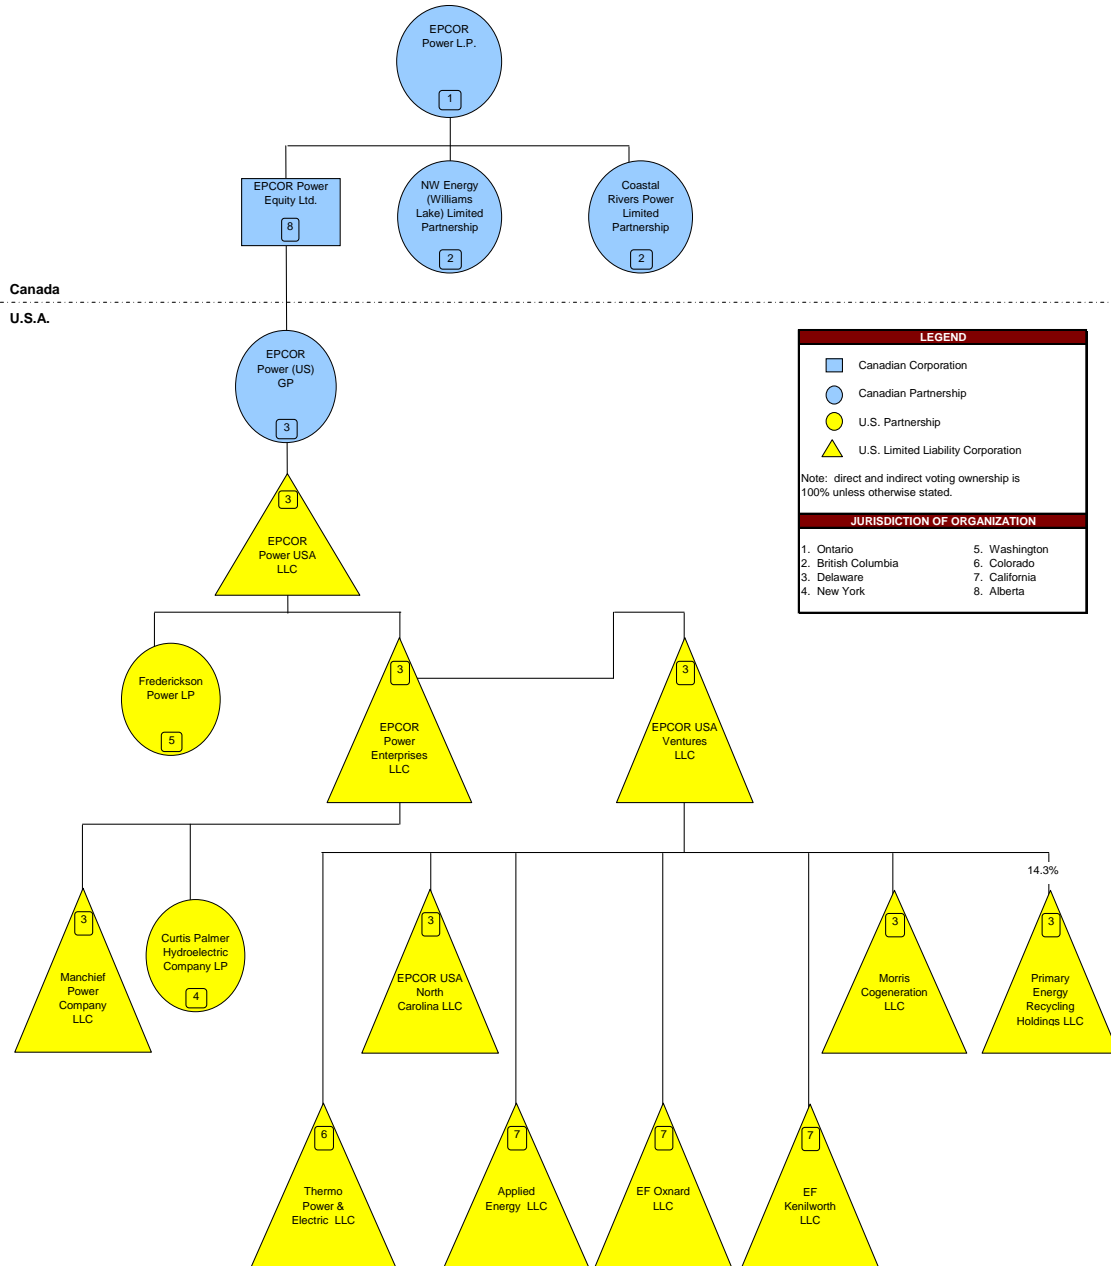 EPCOR
Power L.P.
1
EPCOR Power
Equity Ltd.
8
NW Energy
(Williams
Lake) Limited
Partnership
2
Coastal
Rivers Power
Limited
Partnership
2
Canada
U.S.A.
EPCOR
Power (US)
GP
3
LEGEND
Canadian Corporation
Canadian Partnership
U.S. Partnership
U.S. Limited Liability Corporation
Note:  direct and indirect voting ownership is
100% unless otherwise stated.
JURISDICTION OF ORGANIZATION
1. Ontario
2. British Columbia
3. Delaware
4. New York
5. Washington
6. Colorado
7. California
8. Alberta
3
EPCOR
Power USA
LLC
Frederickson
Power LP
5
3
EPCOR
Power
Enterprises
LLC
3
EPCOR USA
Ventures
LLC
14.3%
3
Manchief
Power
Company
LLC
Curtis Palmer
Hydroelectric
Company LP
4
3
EPCOR USA
North
Carolina LLC
3
Morris
Cogeneration
LLC
3
Primary
Energy
Recycling
Holdings LLC
6
Thermo
Power &
Electric LLC
7
Applied
Energy LLC
7
EF Oxnard
LLC
7
EF
Kenilworth
LLC